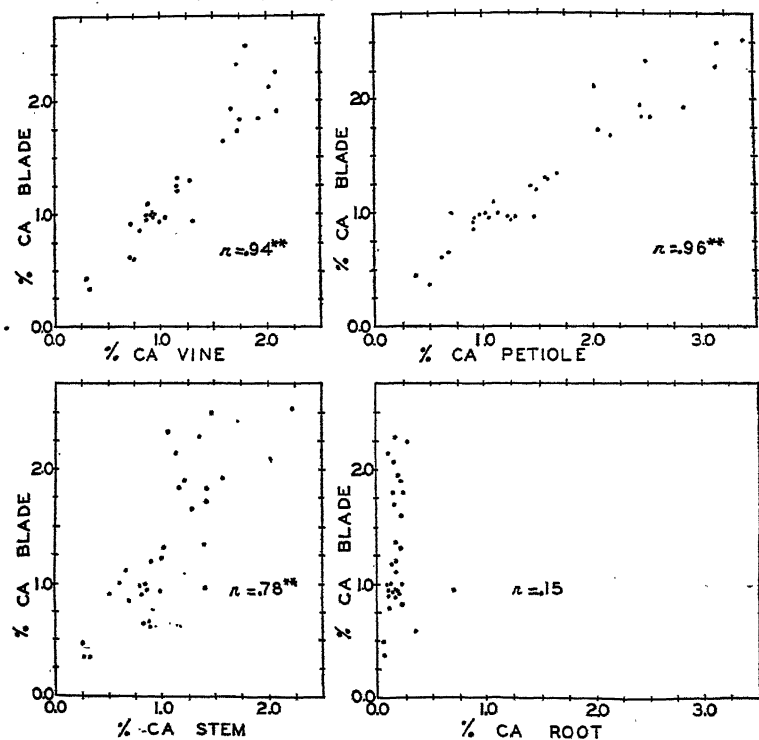 % CA BLADE
2.0
1.0
0.0
r=.94**
0.0 1.0 2.0
% CA VINE
% CA BLADE
2.0
1.0
0.0
r=.96**
0.0 1.0 2.0 3.0
% CA PETIOLE
% CA BLADE
2.0
1.0
0.0
r=.78**
0.0 1.0 2.0
% CA STEM
% CA BLADE
2.0
1.0
0.0
r=.15
0.0 1.0 2.0 3.0
% CA ROOT